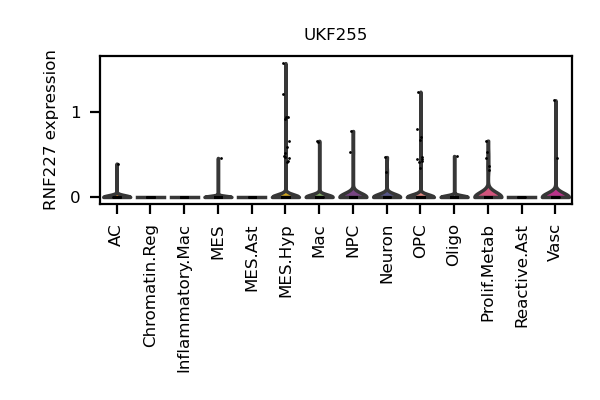 UKF255
RNF227 expression
1
0
AC
Chromatin.Reg
Inflammatory.Mac
MES
MES.Ast
MES.Hyp
Mac
NPC
Neuron
OPC
Oligo
Prolif.Metab
Reactive.Ast
Vasc